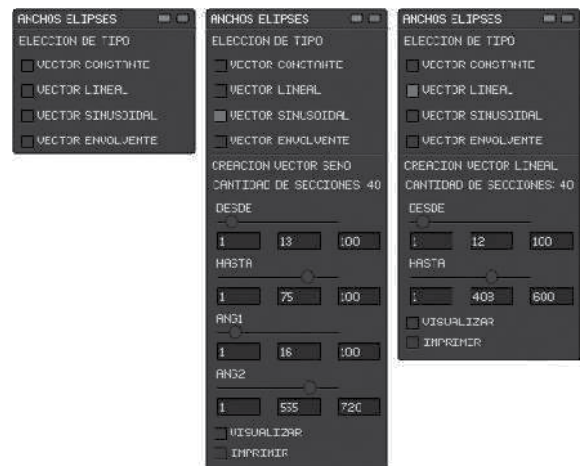 ANCHOS ELIPSES
ELECCION DE TIPO
VECTOR CONSTANTE
VECTOR LINEAL
VECTOR SINUSOIDAL
VECTOR ENVOLVENTE
ANCHOS ELIPSES
ELECCION DE TIPO
VECTOR CONSTANTE
VECTOR LINEAL
VECTOR SINUSOIDAL
VECTOR ENVOLVENTE
CREACION VECTOR SENO
CANTIDAD DE SECCIONES 40
DESDE
1 13 100
HASTA
1 75 100
ANG1
1 16 100
ANG2
1 555 720
VISUALIZAR
IMPRIMIR
ANCHOS ELIPSES
ELECCION DE TIPO
VECTOR CONSTANTE
VECTOR LINEAL
VECTOR SINUSOIDAL
VECTOR ENVOLVENTE
CREACION VECTOR LINEAL
CANTIDAD DE SECCIONES: 40
DESDE
1 12 100
HASTA
1 403 600
VISUALIZAR
IMPRIMIR